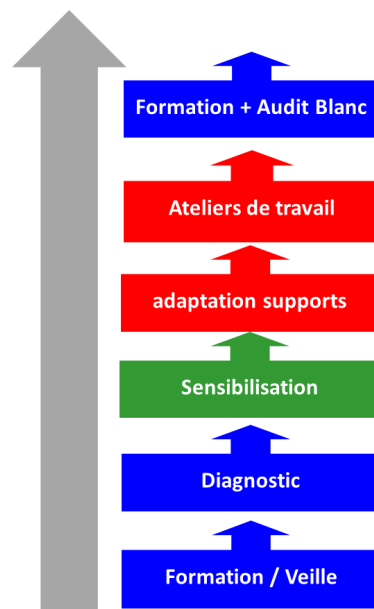 Formation + Audit Blanc
Ateliers de travail
adaptation supports
Sensibilisation
Diagnostic
Formation / Veille